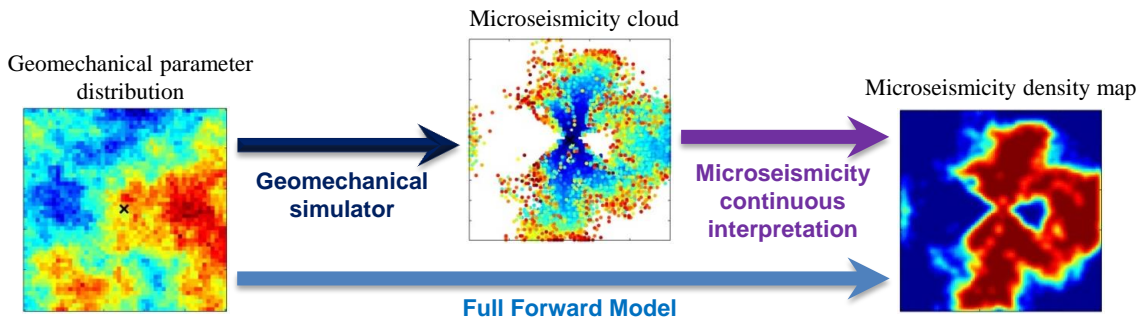 Microseismicity cloud
Geomechanical parameter
distribution
Microseismicity density map
Geomechanical
simulator
Microseismicity
continuous
interpretation
Full Forward Model